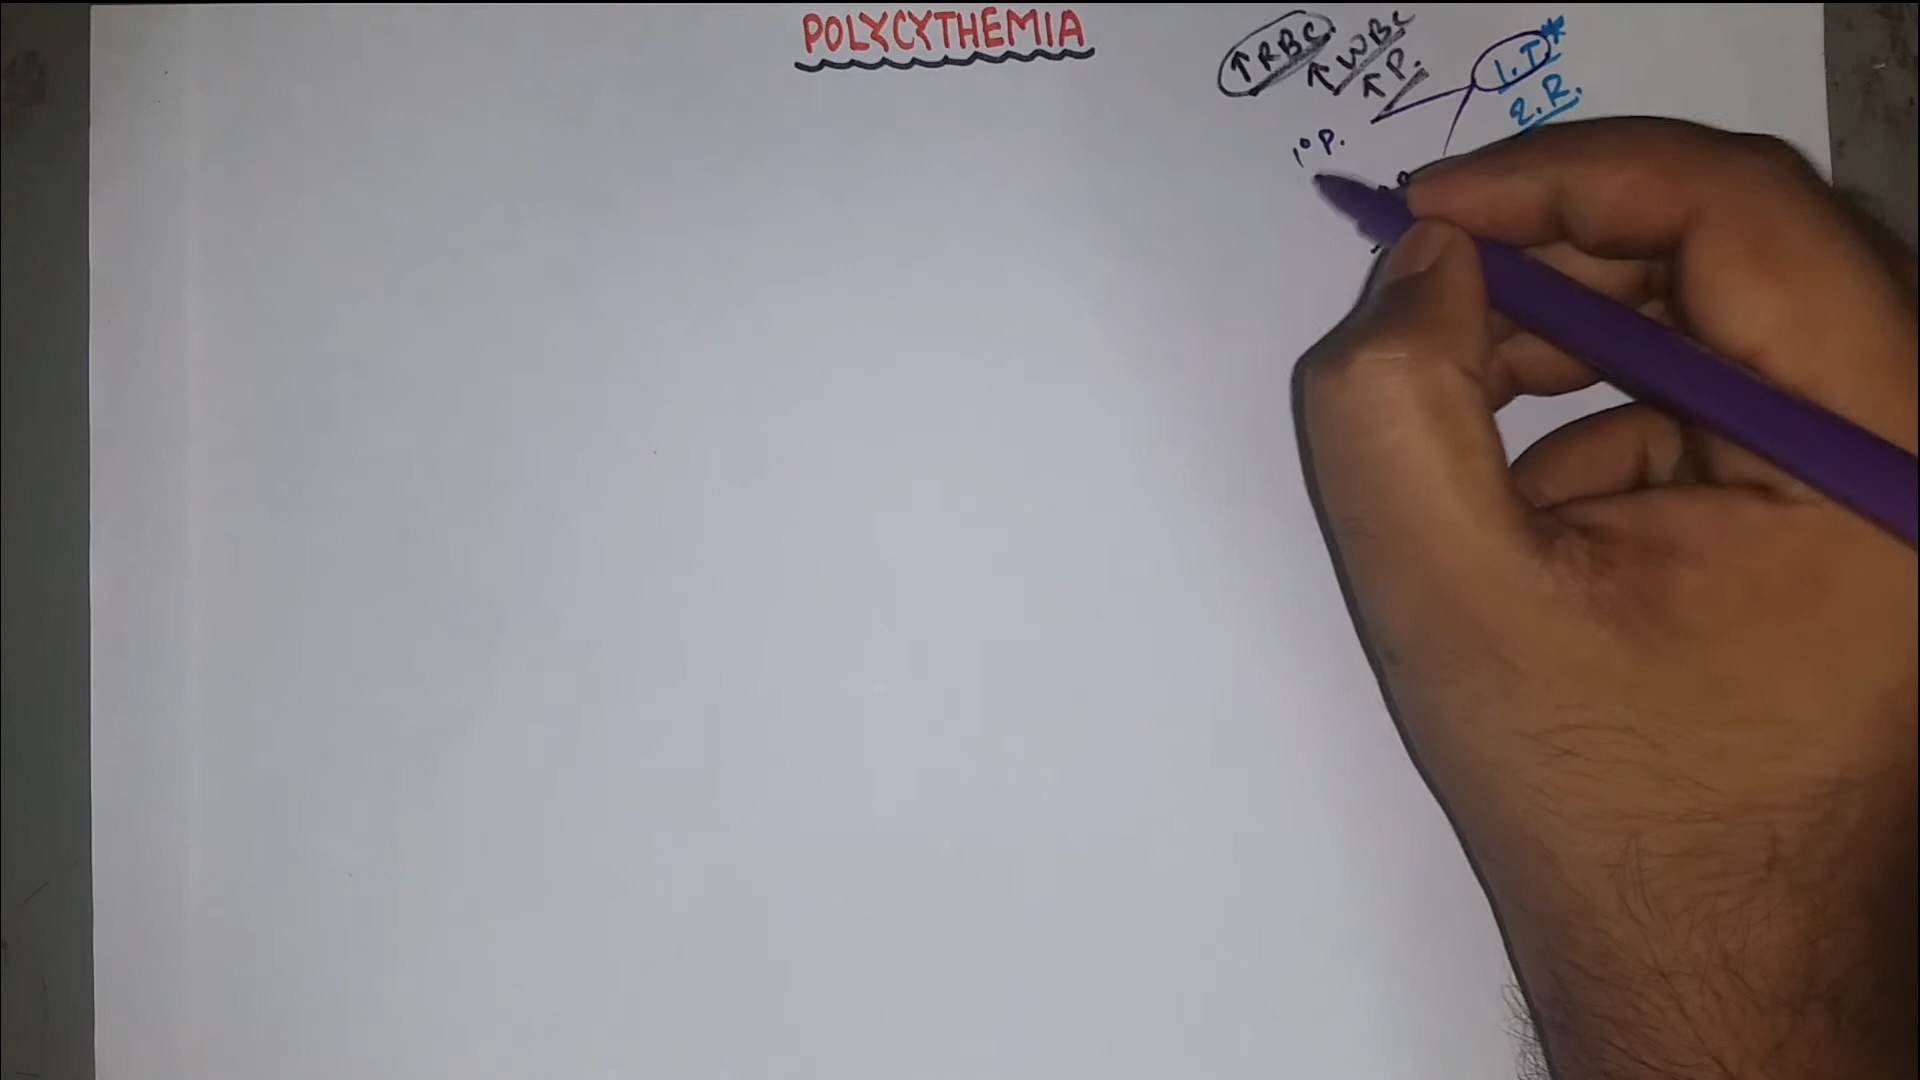 POLYCYTHEMIA
↑RBC.
↑WBC
↑P.
1.T*
2.R.
1° P.